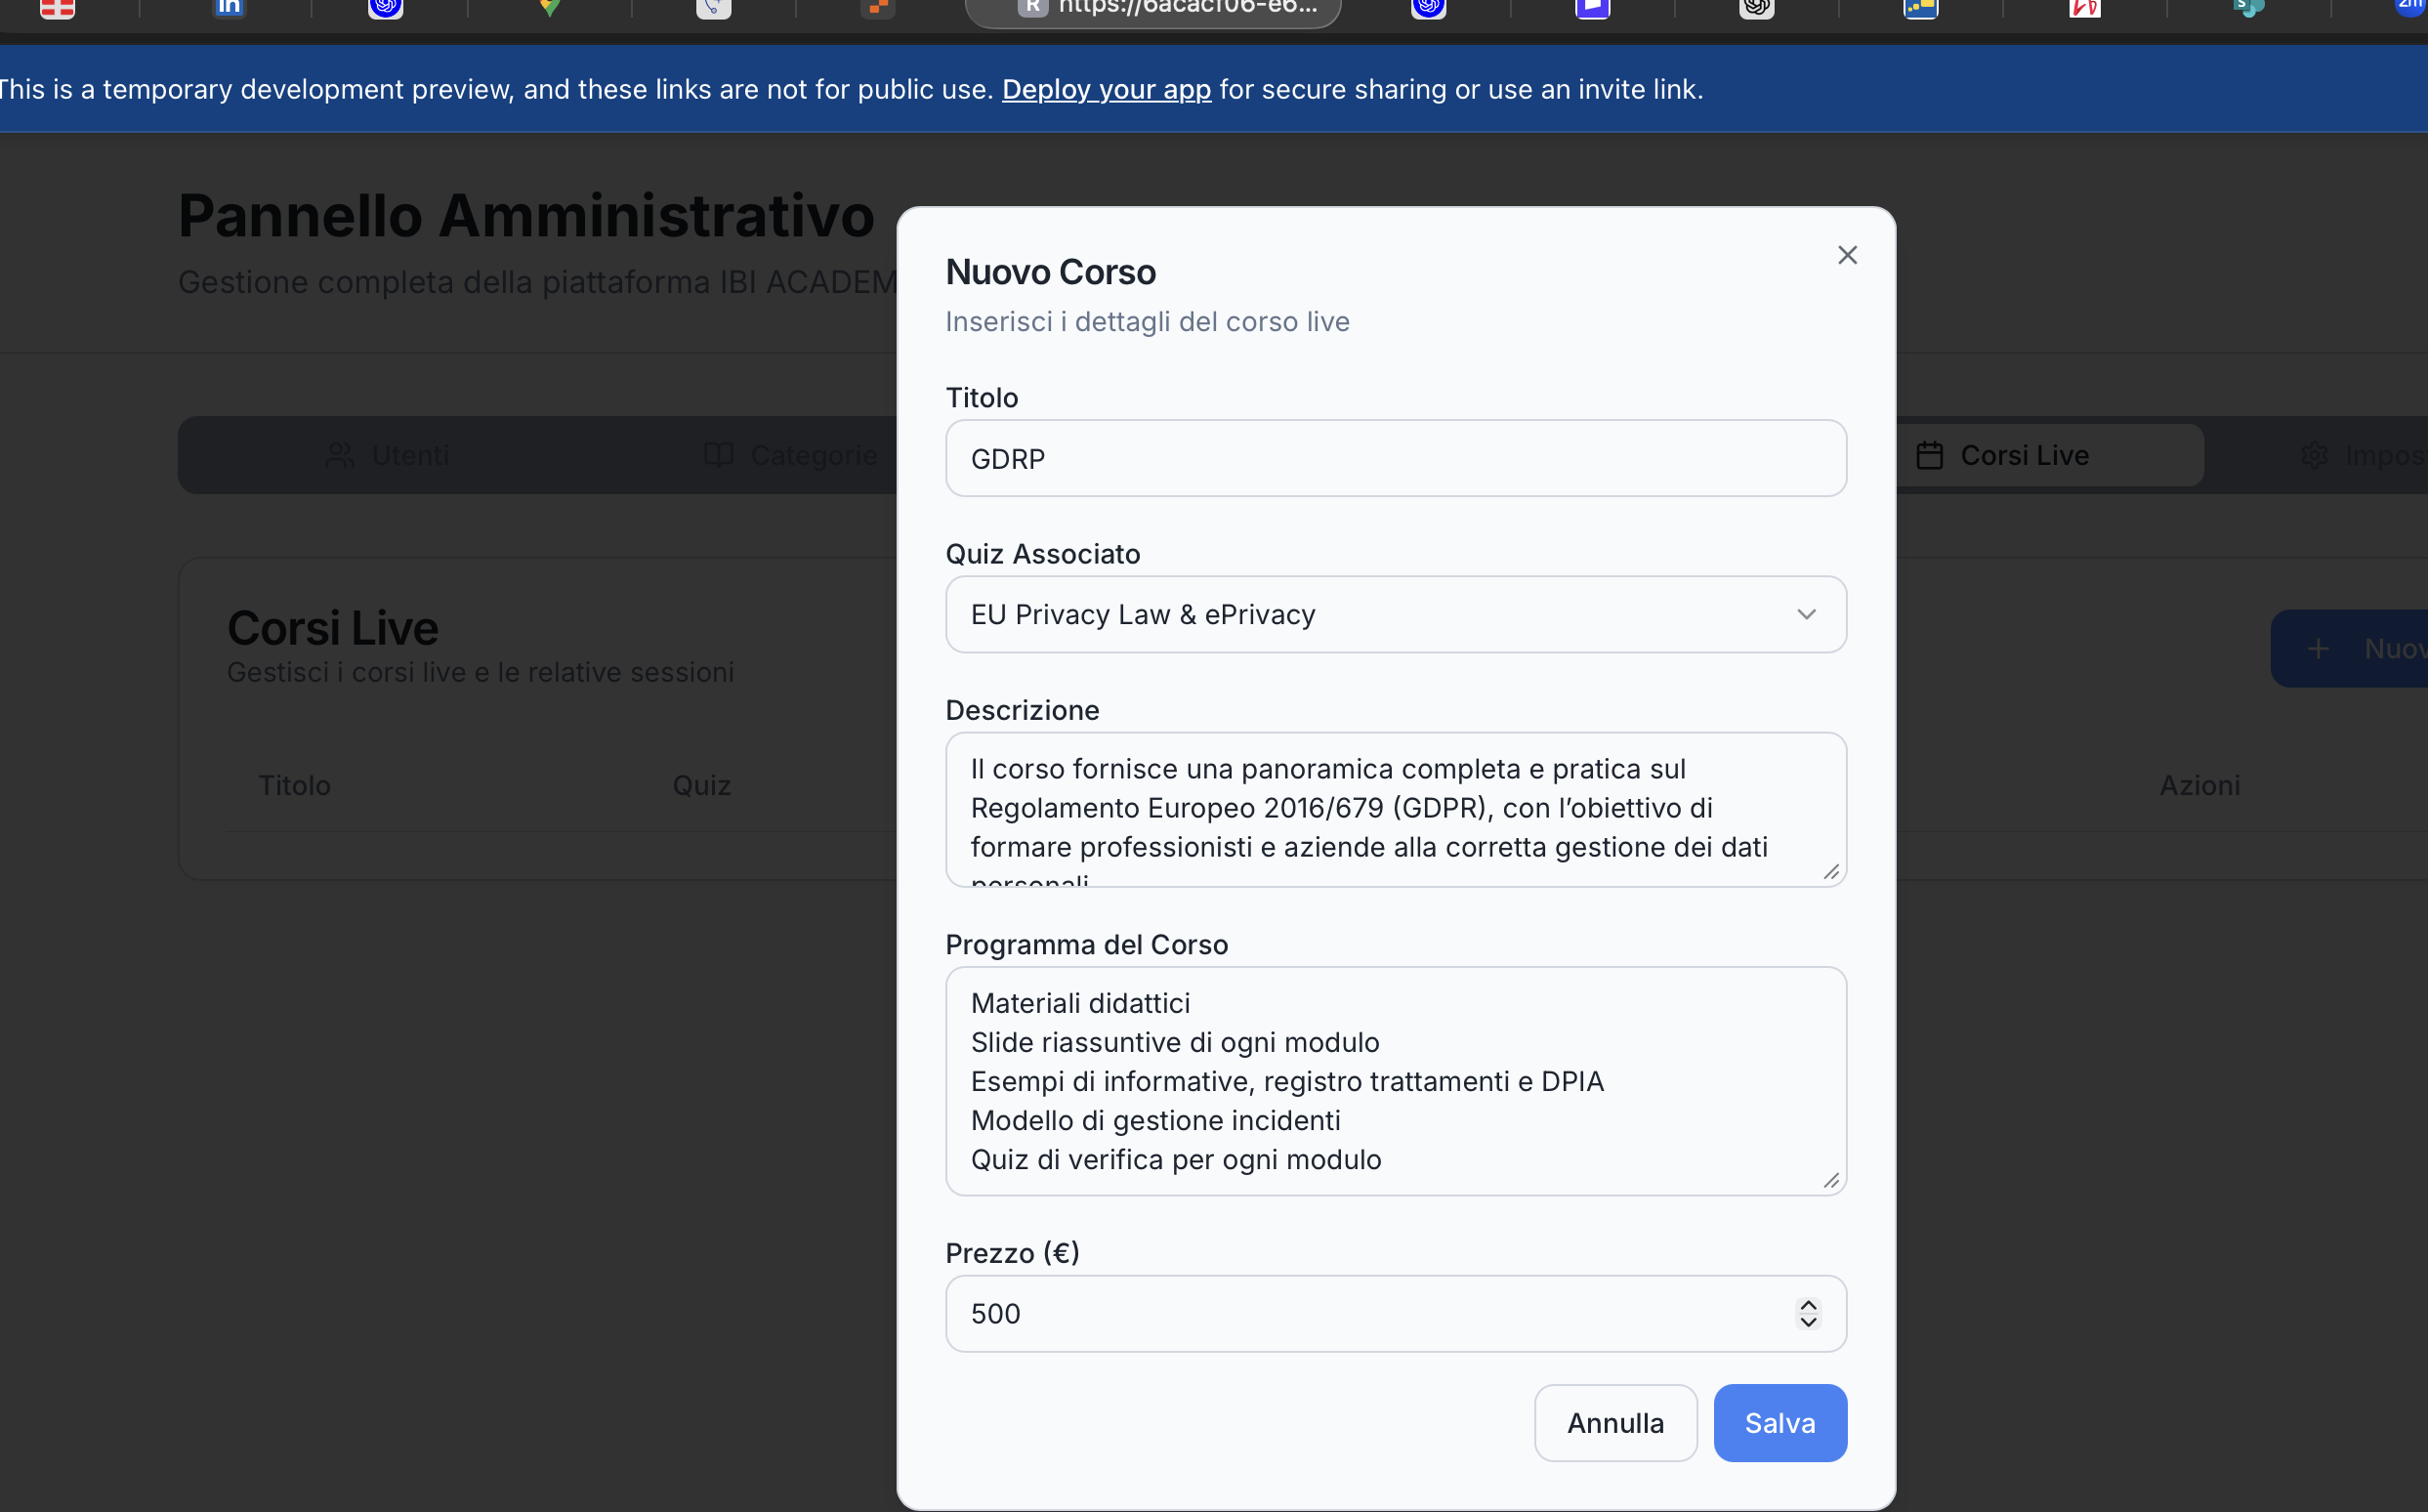 https://6acacf06-e6...
This is a temporary development preview, and these links are not for public use. Deploy your app for secure sharing or use an invite link.
Pannello Amministrativo
Gestione completa della piattaforma IBI ACADEM
Utenti
Categorie
Corsi Live
Impos
Corsi Live
Gestisci i corsi live e le relative sessioni
Nuov
Titolo
Quiz
Azioni
Nuovo Corso
Inserisci i dettagli del corso live
Titolo
GDRP
Quiz Associato
EU Privacy Law & ePrivacy
Descrizione
Il corso fornisce una panoramica completa e pratica sul
Regolamento Europeo 2016/679 (GDPR), con l’obiettivo di
formare professionisti e aziende alla corretta gestione dei dati
personali
Programma del Corso
Materiali didattici
Slide riassuntive di ogni modulo
Esempi di informative, registro trattamenti e DPIA
Modello di gestione incidenti
Quiz di verifica per ogni modulo
Prezzo (€)
500
Annulla
Salva